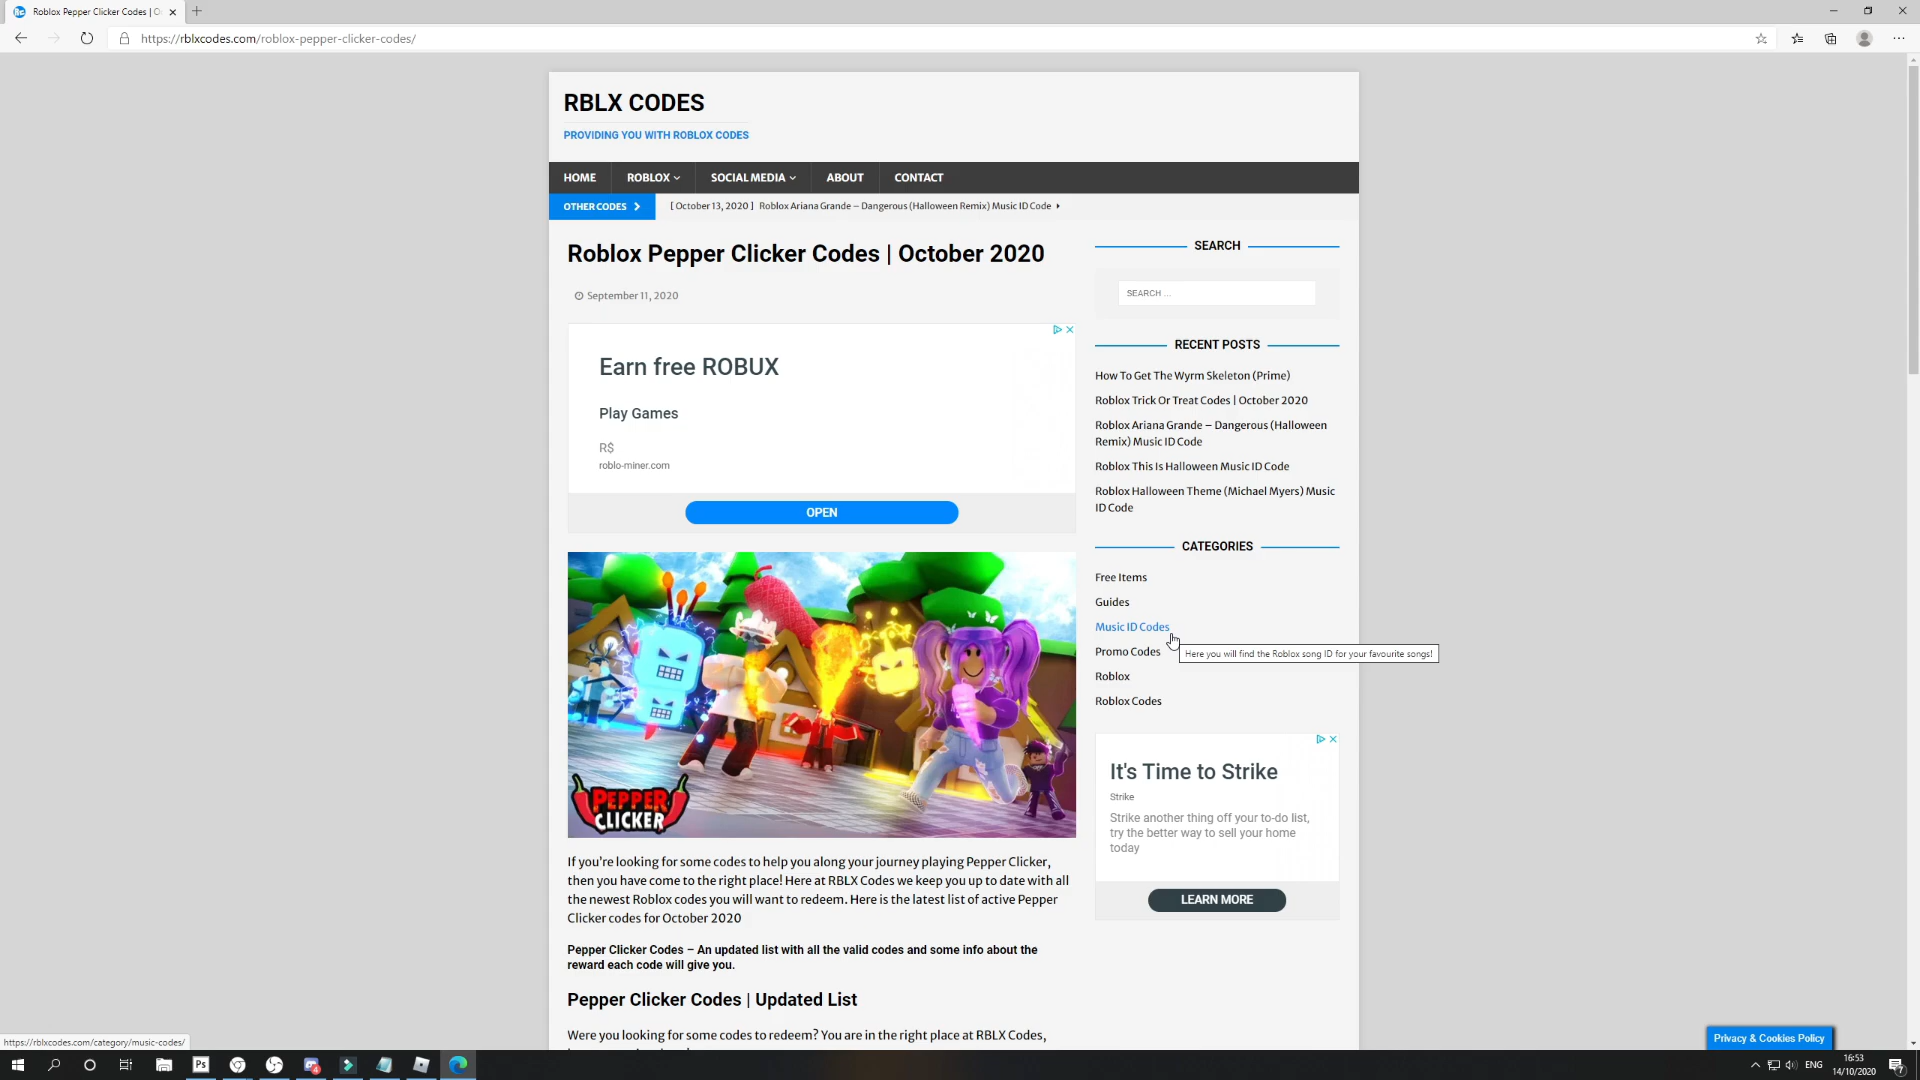 Roblox Pepper Clicker Codes | O
https://rblxcodes.com/roblox-pepper-clicker-codes/
RBLX CODES
PROVIDING YOU WITH ROBLOX CODES
HOME
ROBLOX
SOCIAL MEDIA
ABOUT
CONTACT
OTHER CODES
[ October 13, 2020 ] Roblox Ariana Grande – Dangerous (Halloween Remix) Music ID Code
Roblox Pepper Clicker Codes | October 2020
September 11, 2020
Earn free ROBUX
Play Games
R$
roblo-miner.com
OPEN
PEPPER
CLICKER
If you're looking for some codes to help you along your journey playing Pepper Clicker,
then you have come to the right place! Here at RBLX Codes we keep you up to date with all
the newest Roblox codes you will want to redeem. Here is the latest list of active Pepper
Clicker codes for October 2020
Pepper Clicker Codes – An updated list with all the valid codes and some info about the
reward each code will give you.
Pepper Clicker Codes | Updated List
Were you looking for some codes to redeem? You are in the right place at RBLX Codes,
SEARCH
SEARCH ...
RECENT POSTS
How To Get The Wyrm Skeleton (Prime)
Roblox Trick Or Treat Codes | October 2020
Roblox Ariana Grande – Dangerous (Halloween
Remix) Music ID Code
Roblox This Is Halloween Music ID Code
Roblox Halloween Theme (Michael Myers) Music
ID Code
CATEGORIES
Free Items
Guides
Music ID Codes
Here you will find the Roblox song ID for your favourite songs!
Promo Codes
Roblox
Roblox Codes
It's Time to Strike
Strike
Strike another thing off your to-do list,
try the better way to sell your home
today
LEARN MORE
Privacy & Cookies Policy
https://rblxcodes.com/category/music-codes/
Ps
4
ENG
16:53
14/10/2020
7